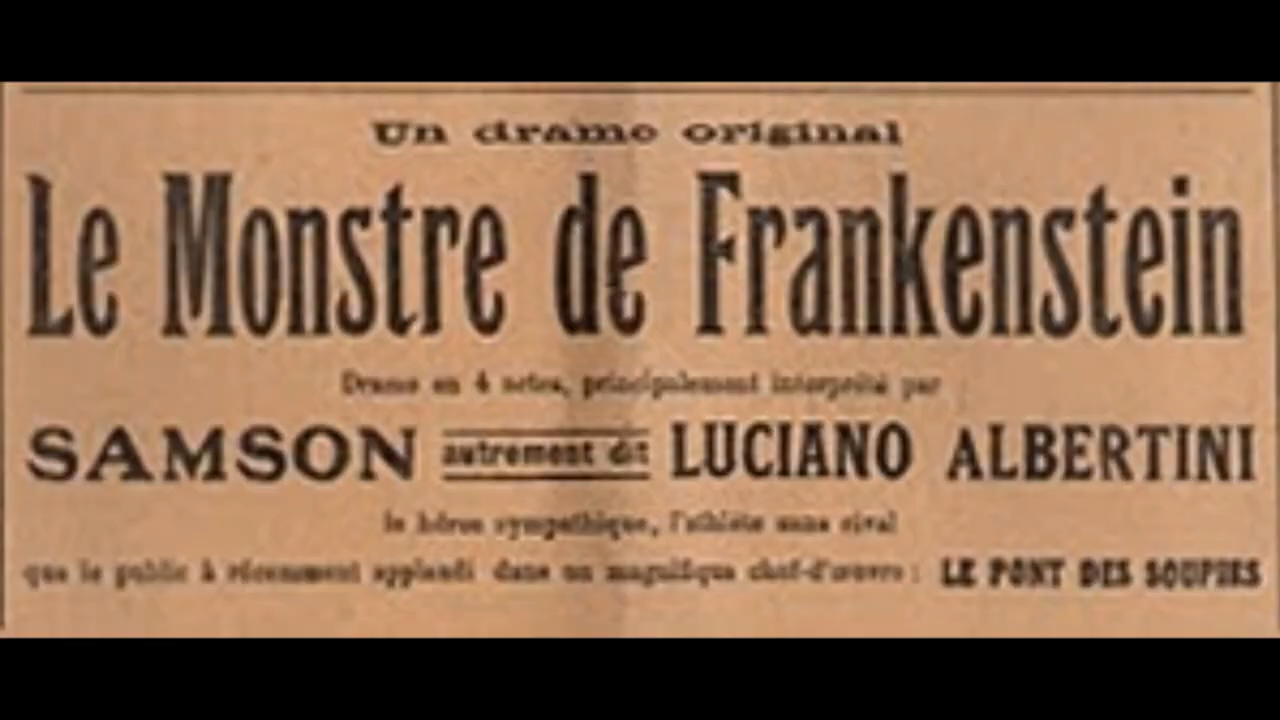 Un drame original
Le Monstre de Frankenstein
Drame en 4 actes, principalement interprété par
SAMSON autrement dit LUCIANO ALBERTINI
le héros sympathique, l'athlète sans rival
que le public à récemment applaudi dans un magnifique chef-d'œuvre : LE PONT DES SOUPIRS